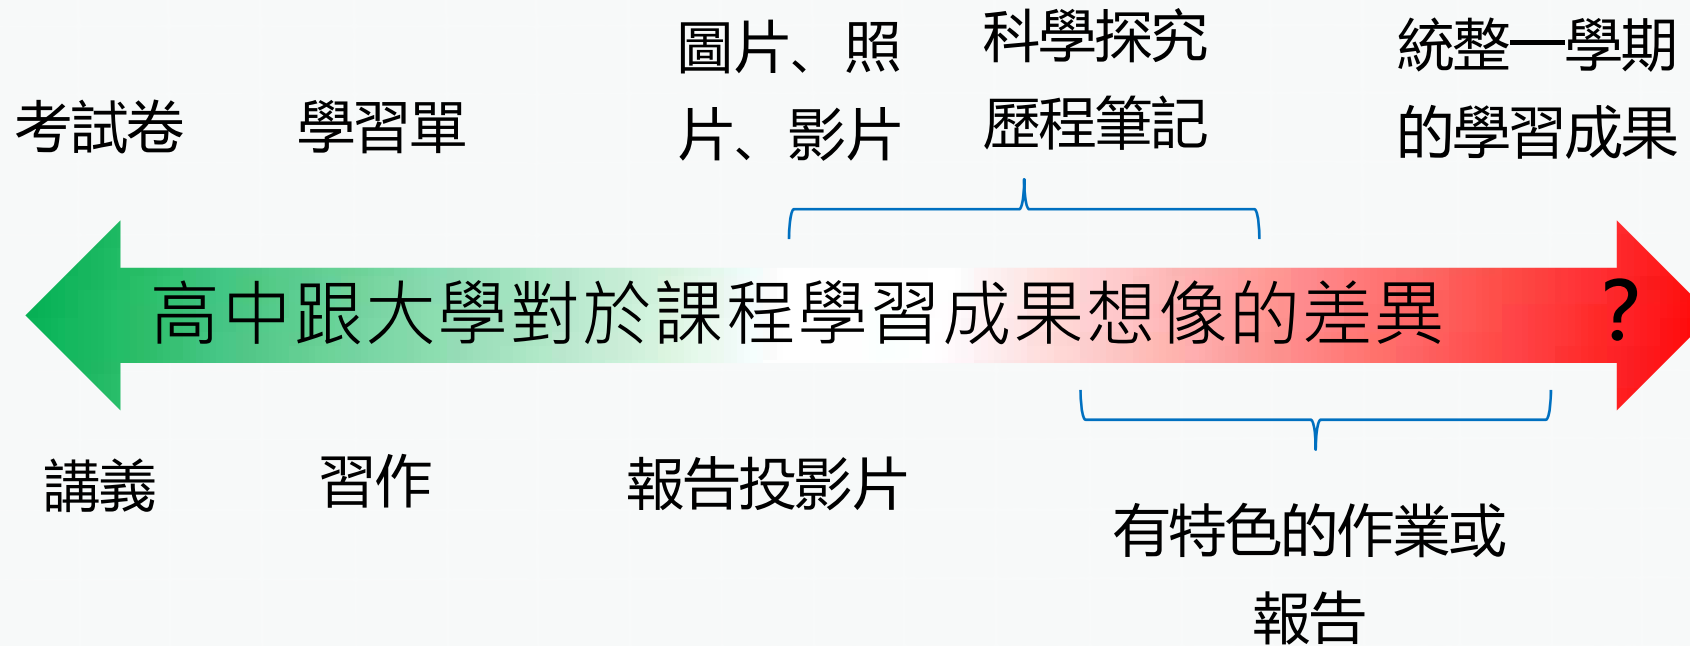 考試卷
學習單
圖片、照
片、影片
科學探究
歷程筆記
統整一學期
的學習成果
高中跟大學對於課程學習成果想像的差異 ?
講義
習作
報告投影片
有特色的作業或
報告